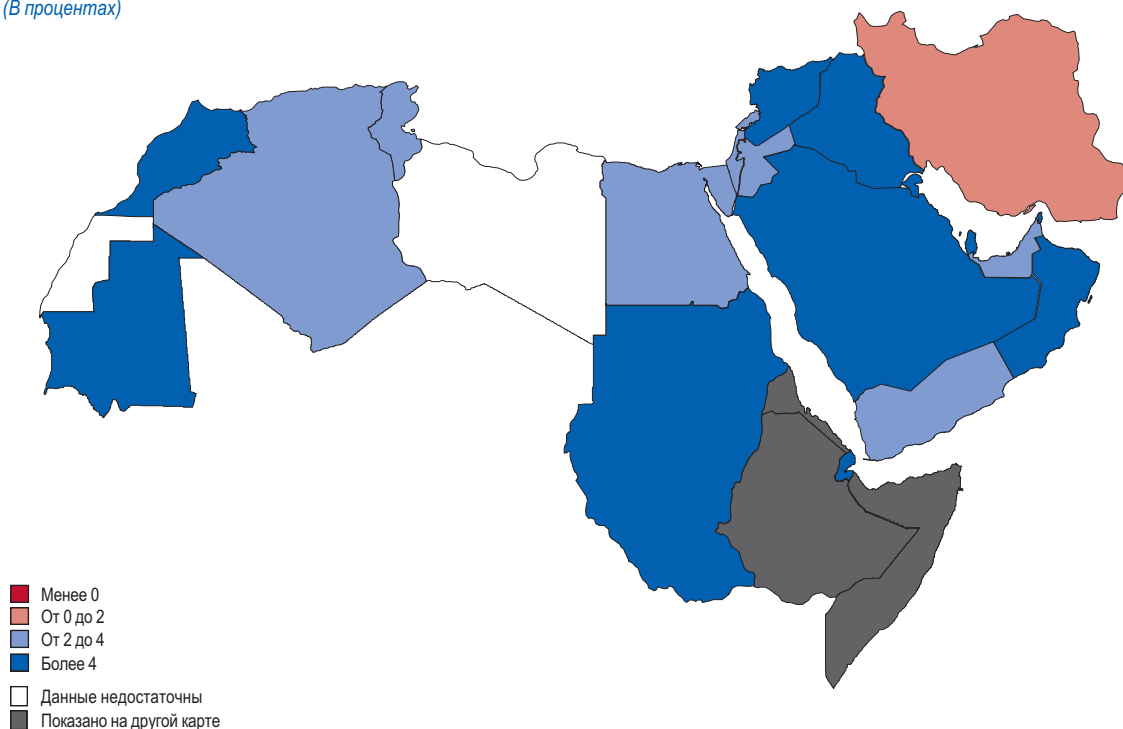 (В процентах)
Менее 0
От 0 до 2
От 2 до 4
Более 4
Данные недостаточны
Показано на другой карте